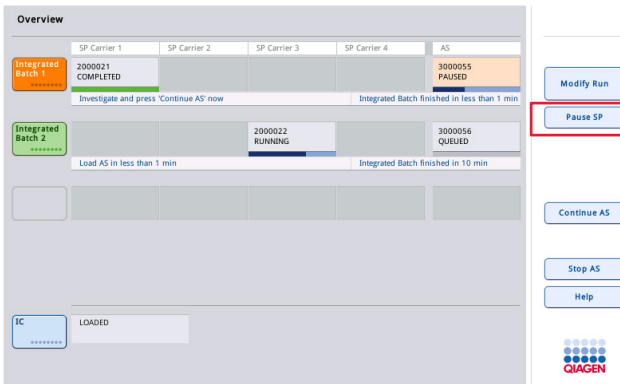 Overview
SP Carrier 1 SP Carrier 2 SP Carrier 3 SP Carrier 4 AS
Integrated
Batch 1
********
2000021
COMPLETED
3000055
PAUSED
Investigate and press 'Continue AS' now
Integrated Batch finished in less than 1 min
Integrated
Batch 2
********
2000022
RUNNING
3000056
QUEUED
Load AS in less than 1 min
Integrated Batch finished in 10 min
IC
********
LOADED
Modify Run
Pause SP
Continue AS
Stop AS
Help
QIAGEN